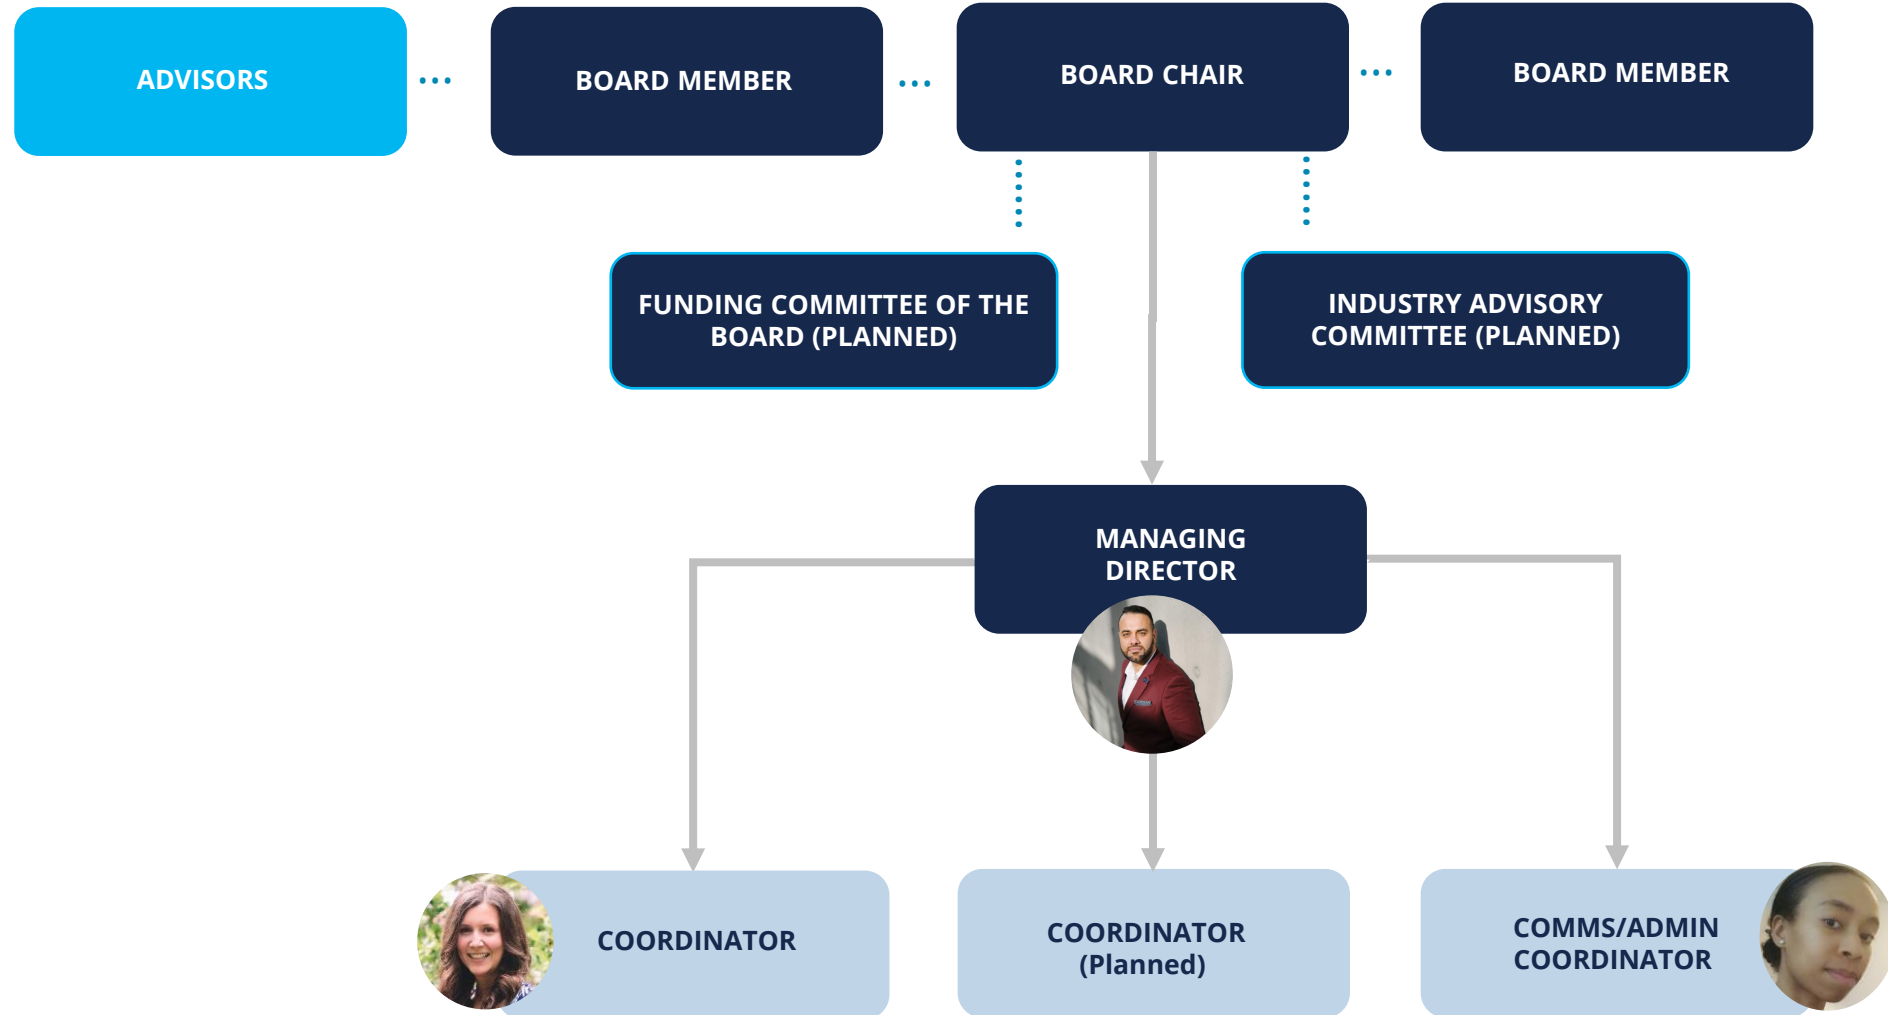 ADVISORS
BOARD MEMBER
BOARD CHAIR
BOARD MEMBER
FUNDING COMMITTEE OF THE
BOARD (PLANNED)
INDUSTRY ADVISORY
COMMITTEE (PLANNED)
MANAGING
DIRECTOR
COORDINATOR
COORDINATOR
(Planned)
COMMS/ADMIN
COORDINATOR